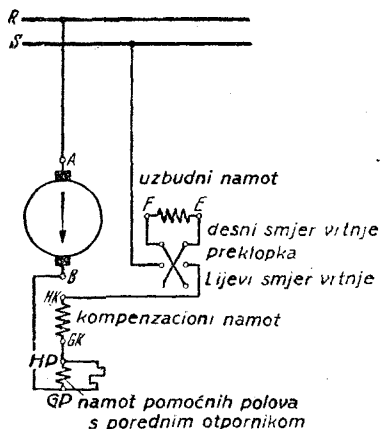 R
S
A
uzbudni namot
F E
desni smjer vrtnje
preklopka
Lijevi smjer vrtnje
B
HK
kompenzacioni namot
GK
HP
GP namot pomoćnih polova
s porednim otpornikom